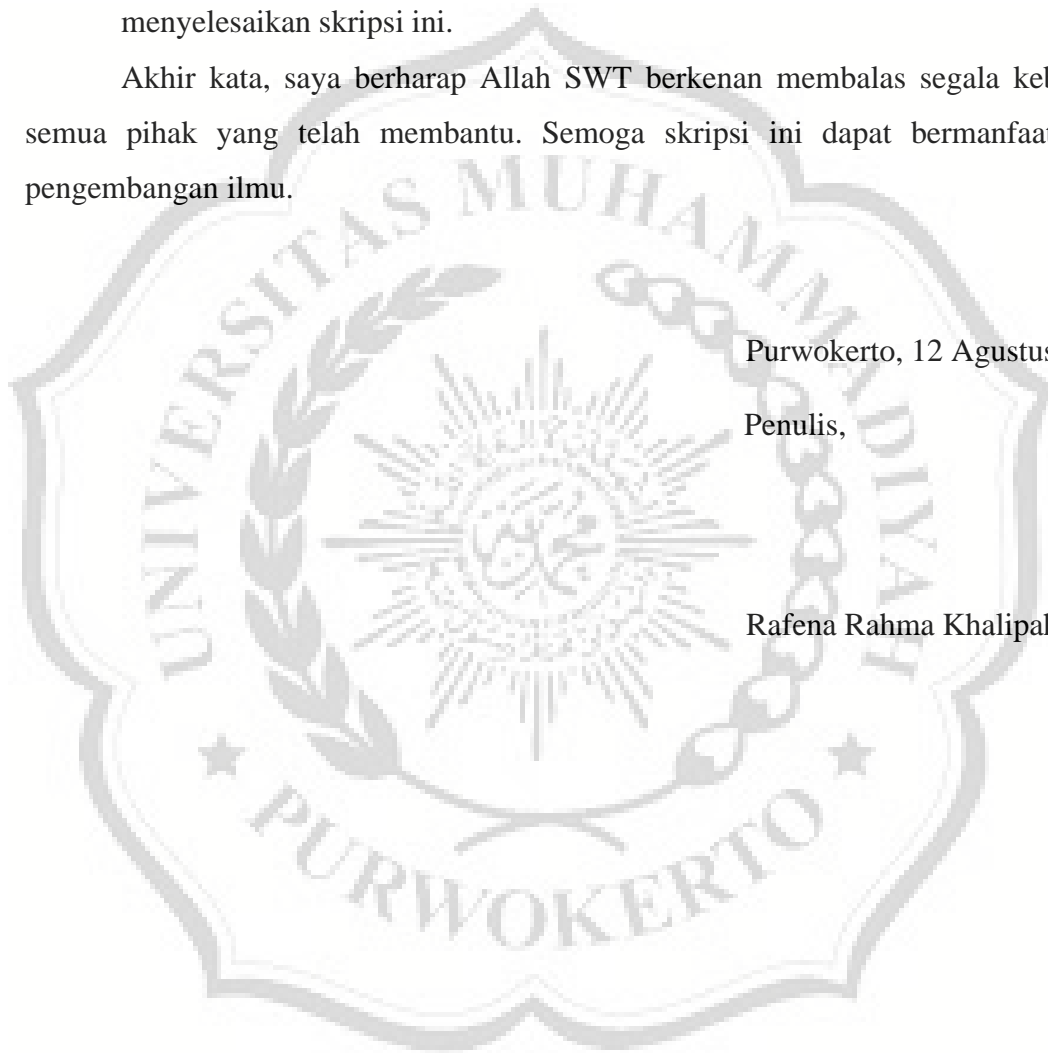 menyelesaikan skripsi ini.
Akhir kata, saya berharap Allah SWT berkenan membalas segala
semua pihak yang telah membantu. Semoga skripsi ini dapat bermanfaat
pengembangan ilmu.
UNIVERSITAS MUHAMMADIYAH
Purwokerto, 12 Agustus
Penulis,
Rafena Rahma Khalipah
PURWOKERTO